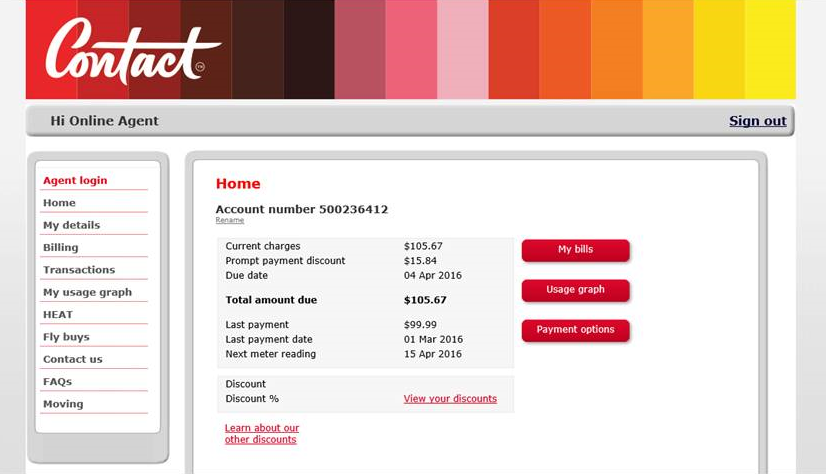 Contact TM
Hi Online Agent
Sign out
Agent login
Home
My details
Billing
Transactions
My usage graph
HEAT
Fly buys
Contact us
FAQs
Moving
Home
Account number 500236412
Rename
Current charges $105.67
Prompt payment discount $15.84
Due date 04 Apr 2016
Total amount due $105.67
Last payment $99.99
Last payment date 01 Mar 2016
Next meter reading 15 Apr 2016
Discount
Discount % View your discounts
Learn about our
other discounts
My bills
Usage graph
Payment options